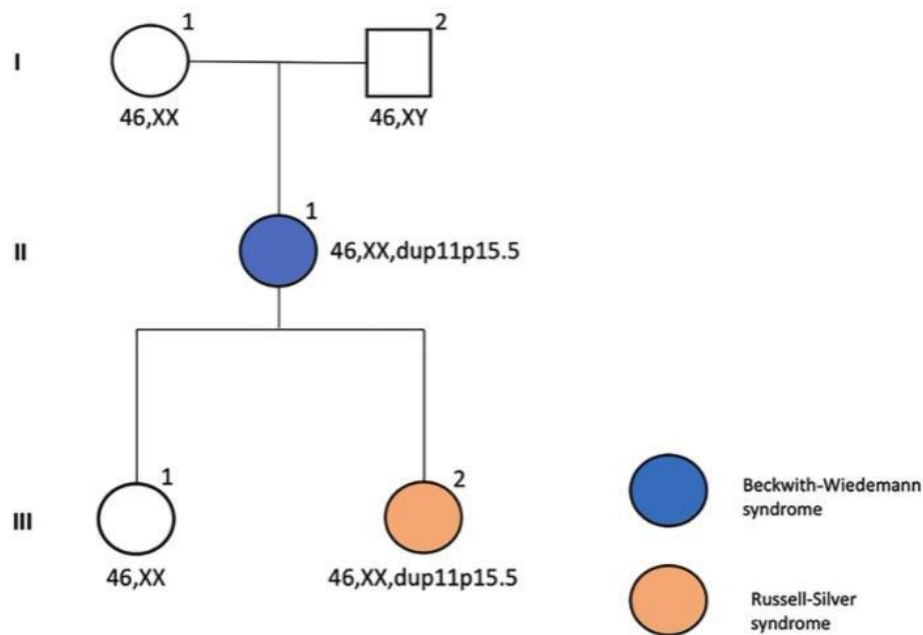 1
2
I
46,XX
46,XY
1
II
46,XX,dup11p15.5
1
2
III
46,XX
46,XX,dup11p15.5
Beckwith-Wiedemann
syndrome
Russell-Silver
syndrome